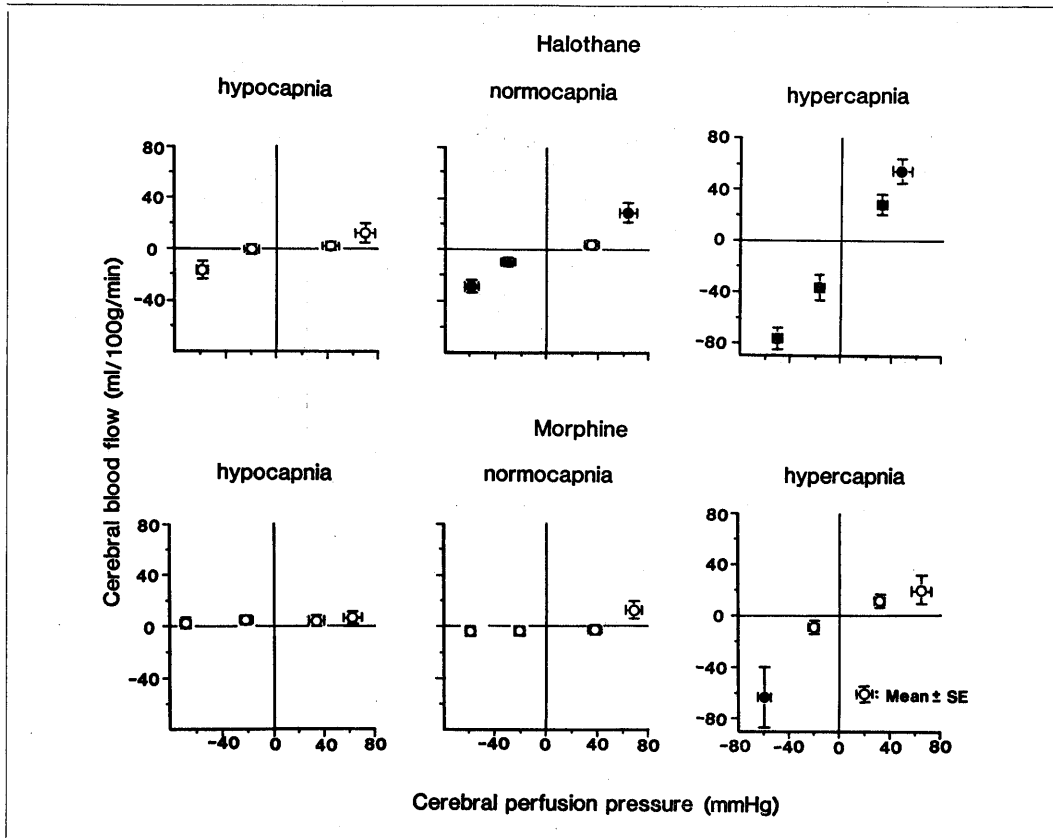 Halothane
hypocapnia normocapnia hypercapnia
80
40
0
-40
80
40
0
-40
-80
Morphine
hypocapnia normocapnia hypercapnia
80
40
0
-40
80
40
0
-40
-80
: Mean ± SE
-40 0 40 80
-40 0 40 80
-80 -40 0 40 80
Cerebral blood flow (ml/100g/min)
Cerebral perfusion pressure (mmHg)